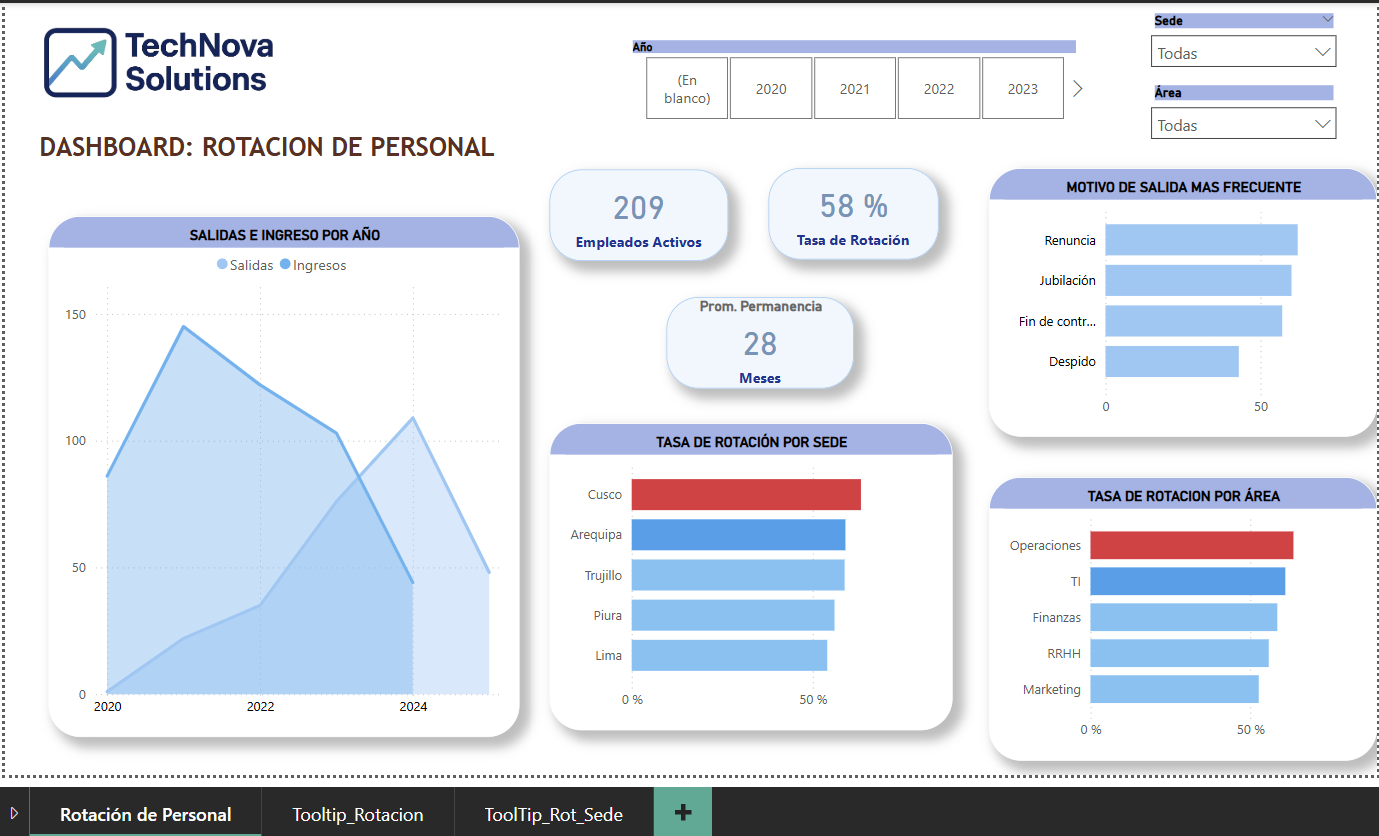 TechNova
Solutions
DASHBOARD: ROTACION DE PERSONAL
Año
(En
blanco)
2020
2021
2022
2023
Sede
Todas
Área
Todas
SALIDAS E INGRESO POR AÑO
Salidas
Ingresos
150
100
50
0
2020
2022
2024
209
Empleados Activos
58 %
Tasa de Rotación
Prom. Permanencia
28
Meses
TASA DE ROTACIÓN POR SEDE
Cusco
Arequipa
Trujillo
Piura
Lima
0 %
50 %
MOTIVO DE SALIDA MAS FRECUENTE
Renuncia
Jubilación
Fin de contr...
Despido
0
50
TASA DE ROTACION POR ÁREA
Operaciones
TI
Finanzas
RRHH
Marketing
0 %
50 %
Rotación de Personal
Tooltip_Rotacion
ToolTip_Rot_Sede
+